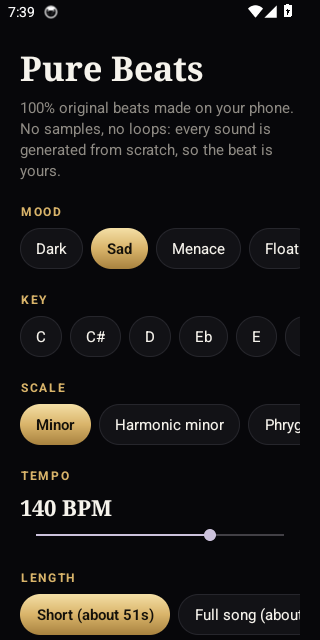 7:39
Pure Beats
100% original beats made on your phone.
No samples, no loops: every sound is
generated from scratch, so the beat is
yours.
MOOD
Dark Sad Menace Float
KEY
C C# D Eb E
SCALE
Minor Harmonic minor Phryg
TEMPO
140 BPM
LENGTH
Short (about 51s) Full song (about